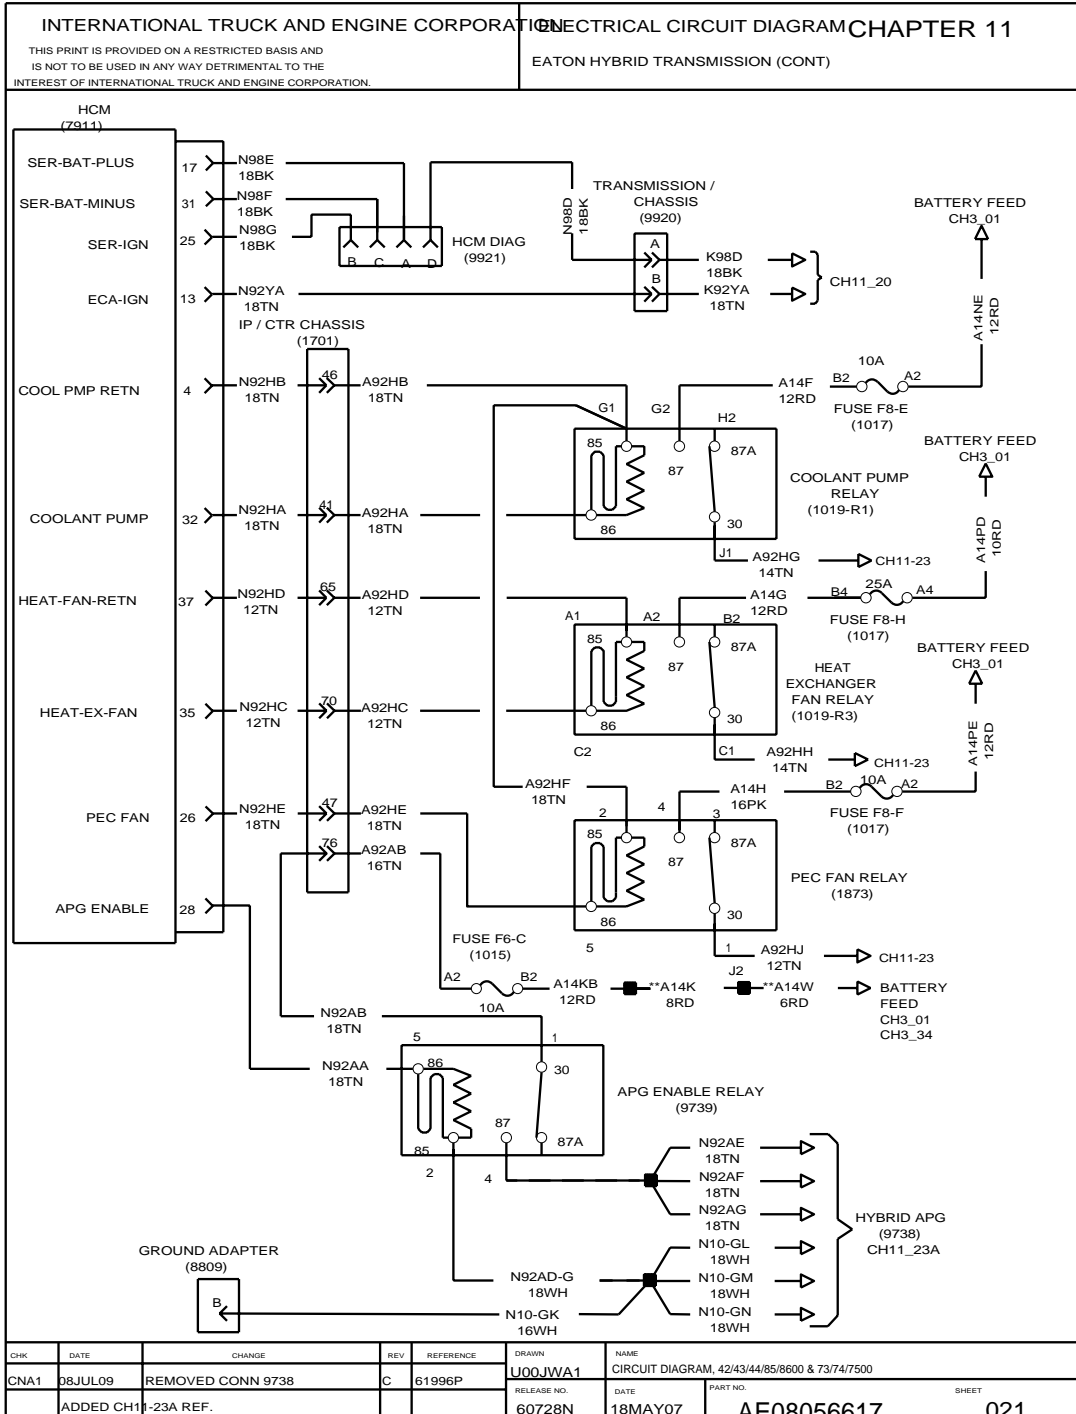 INTERNATIONAL TRUCK AND ENGINE CORPORATION
ELECTRICAL CIRCUIT DIAGRAM CHAPTER 11
THIS PRINT IS PROVIDED ON A RESTRICTED BASIS AND
IS NOT TO BE USED IN ANY WAY DETRIMENTAL TO THE
INTEREST OF INTERNATIONAL TRUCK AND ENGINE CORPORATION.
EATON HYBRID TRANSMISSION (CONT)
HCM
(7911)
SER-BAT-PLUS 17 N98E
18BK
SER-BAT-MINUS 31 N98F
18BK
SER-IGN 25 N98G
18BK
B C A D
HCM DIAG
(9921)
N98D
18BK
TRANSMISSION /
CHASSIS
(9920)
A K98D
18BK
B K92YA
18TN
CH11_20
ECA-IGN 13 N92YA
18TN
BATTERY FEED
CH3_01
A14NE
12RD
IP / CTR CHASSIS
(1701)
COOL PMP RETN 4 N92HB 46 A92HB
18TN 18TN
A14F B2 10A A2
12RD
FUSE F8-E
(1017)
G1 G2 H2
85 87 87A
86 30
COOLANT PUMP
RELAY
(1019-R1)
BATTERY FEED
CH3_01
A14PD
10RD
COOLANT PUMP 32 N92HA 41 A92HA
18TN 18TN
J1 A92HG CH11-23
14TN
HEAT-FAN-RETN 37 N92HD 65 A92HD
12TN 12TN
A14G B4 25A A4
12RD
FUSE F8-H
(1017)
A1 A2 B2
85 87 87A
86 30
HEAT
EXCHANGER
FAN RELAY
(1019-R3)
BATTERY FEED
CH3_01
A14PE
12RD
HEAT-EX-FAN 35 N92HC 70 A92HC
12TN 12TN
C2 C1 A92HH CH11-23
14TN
A92HF
18TN
A14H B2 10A A2
16PK
FUSE F8-F
(1017)
PEC FAN 26 N92HE 47 A92HE
18TN 18TN
76 A92AB
16TN
2 4 3
85 87 87A
86 30
PEC FAN RELAY
(1873)
APG ENABLE 28
5 1 A92HJ CH11-23
12TN
FUSE F6-C
(1015)
A2 B2 A14KB **A14K J2 **A14W
10A 12RD 8RD 6RD
BATTERY
FEED
CH3_01
CH3_34
N92AB
18TN
N92AA
18TN
5 1
86 30
85 87 87A
2 4
APG ENABLE RELAY
(9739)
N92AE
18TN
N92AF
18TN
N92AG
18TN
N10-GL
18WH
N10-GM
18WH
N10-GN
18WH
HYBRID APG
(9738)
CH11_23A
GROUND ADAPTER
(8809)
B
N92AD-G
18WH
N10-GK
16WH
CHK DATE CHANGE REV REFERENCE
CNA1 08JUL09 REMOVED CONN 9738 C 61996P
ADDED CH11-23A REF.
DRAWN
U00JWA1
NAME
CIRCUIT DIAGRAM, 42/43/44/85/8600 & 73/74/7500
RELEASE NO.
60728N
DATE
18MAY07
PART NO.
AF08056617
SHEET
021